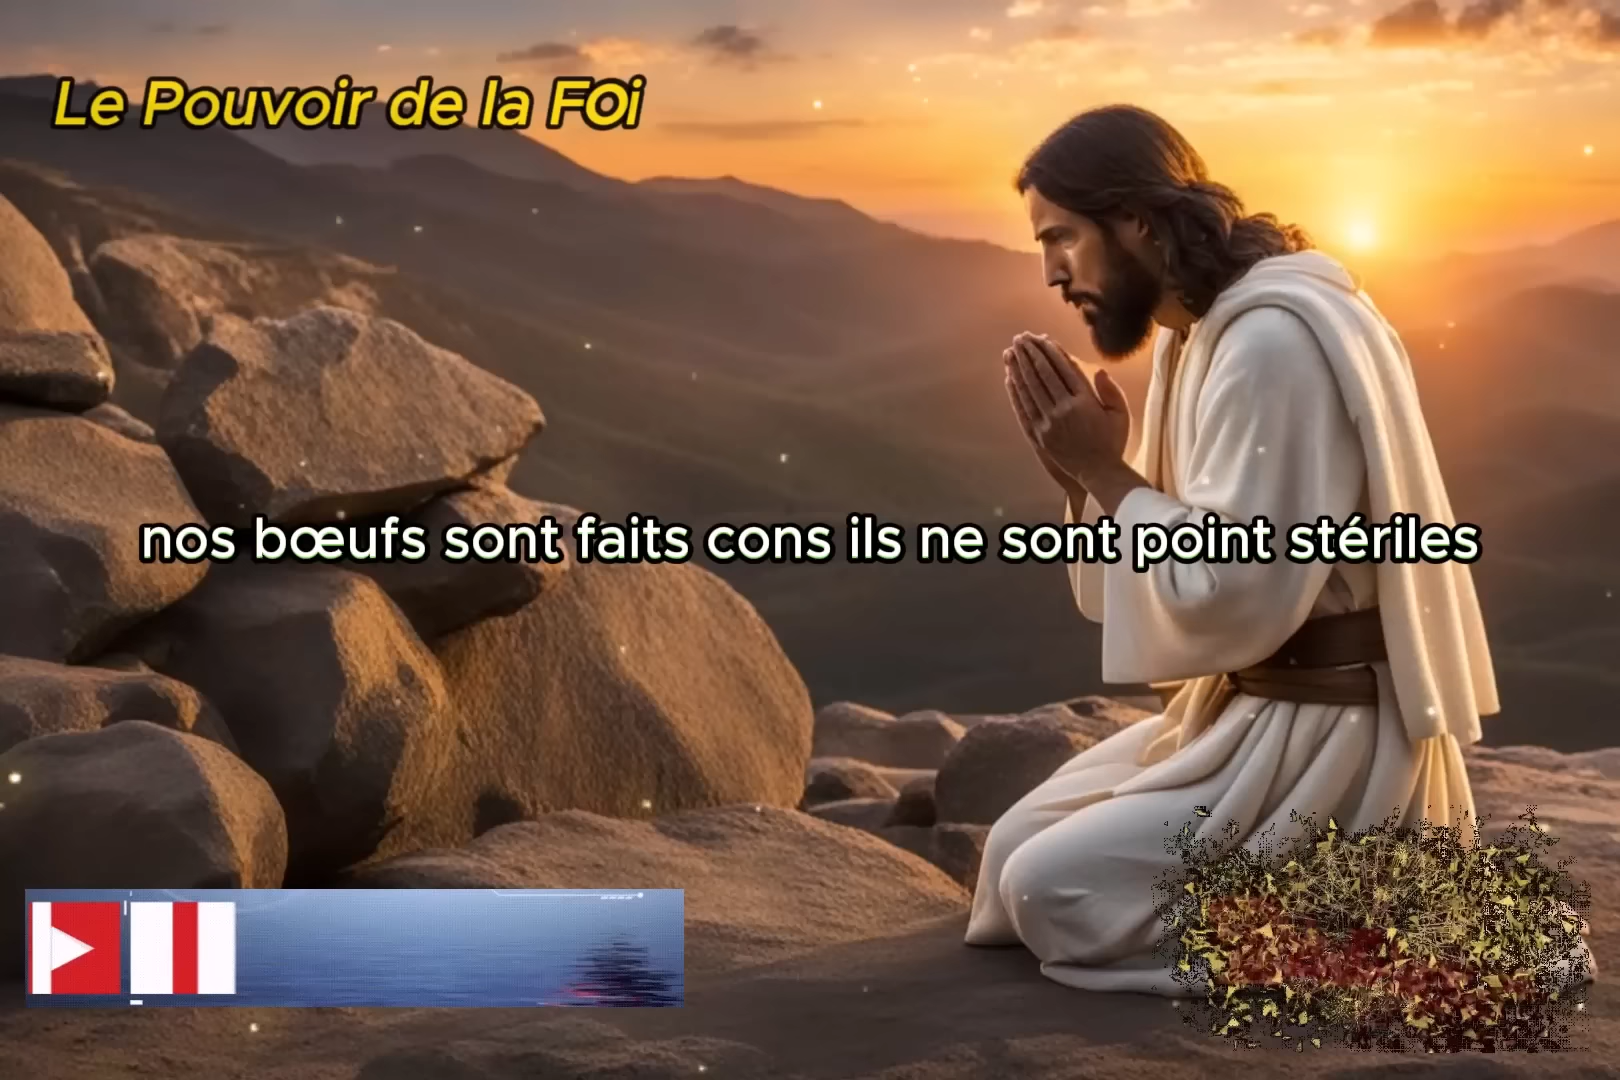 Le Pouvoir de la FOi
nos bœufs sont faits cons ils ne sont point stériles